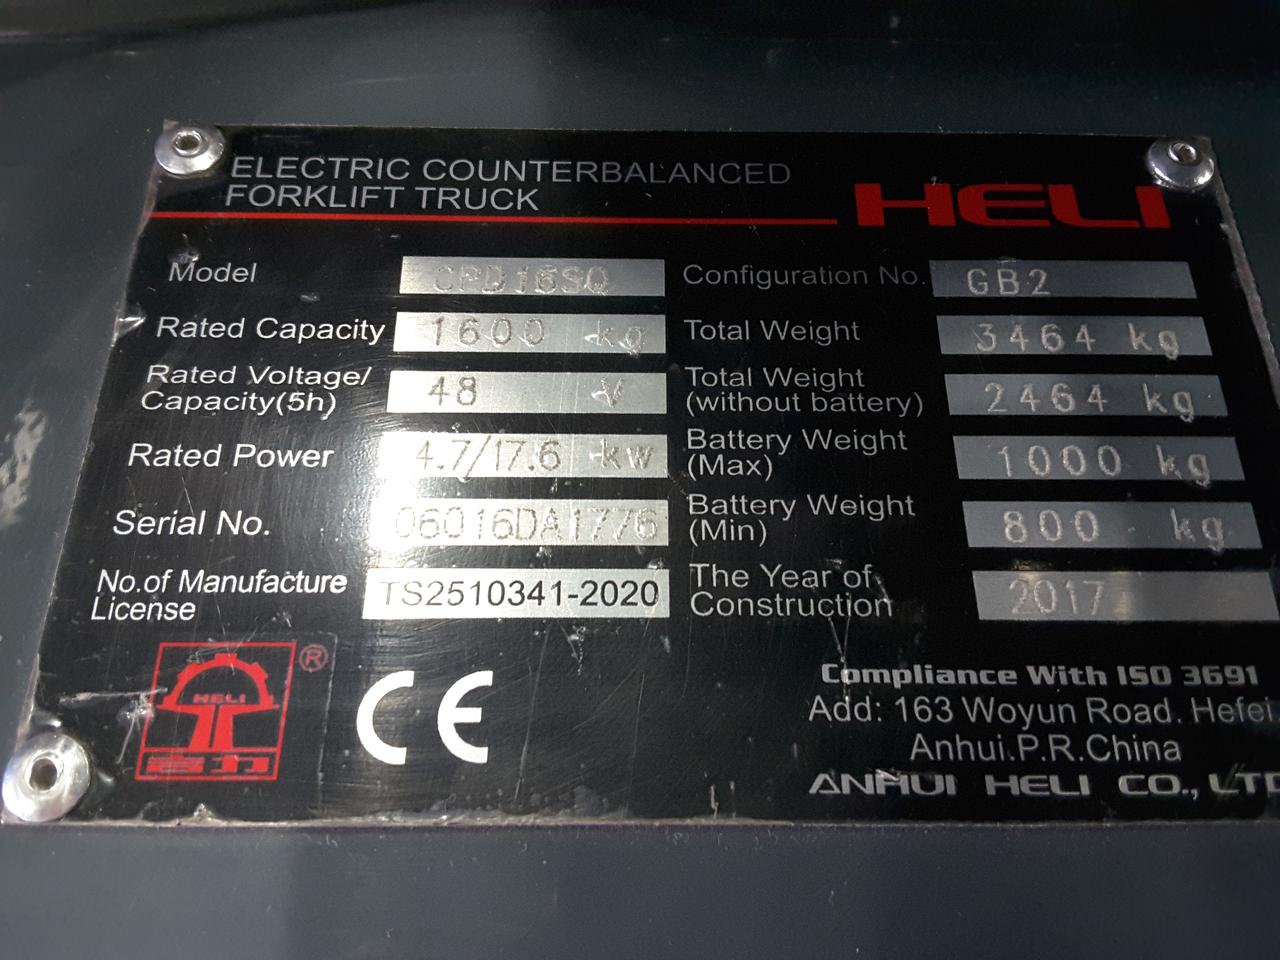 ELECTRIC COUNTERBALANCED
FORKLIFT TRUCK
HELI
Model CPD16SQ Configuration No. GB2
Rated Capacity 1600 kg Total Weight 3464 kg
Rated Voltage/
Capacity(5h) 48 V Total Weight
(without battery) 2464 kg
Rated Power 4.7/17.6 kw Battery Weight
(Max) 1000 kg
Serial No. 06016DA1776 Battery Weight
(Min) 800 kg
No.of Manufacture
License TS2510341-2020 The Year of
Construction 2017
HELI
合力
®
CE
Compliance With ISO 3691
Add: 163 Woyun Road. Hefei
Anhui.P.R.China
ANHUI HELI CO., LTD